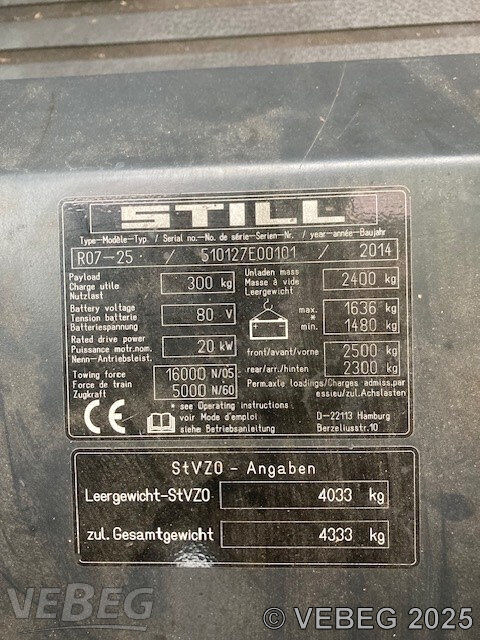 STILL
Type-Modèle-Typ. / Serial no.-No. de série-Serien-Nr. / year-année-Baujahr
R07-25 / 510127E00101 / 2014
Payload
Charge utile 300 kg
Nutzlast
Unladen mass
Masse à vide 2400 kg
Leergewicht
Battery voltage
Tension batterie 80 V
Batteriespannung
max. 1636 kg
*
min. 1480 kg
Rated drive power
Puissance motr.nom. 20 kW
Nenn-Antriebsleist.
front/avant/vorne 2500 kg
rear/arr./hinten 2300 kg
Towing force 16000 N/05
Force de train 5000 N/60
Zugkraft
Perm.axle loadings/Charges admiss.par
essieu/zul.Achslasten
CE
* see Operating instructions
voir Mode d'emploi
siehe Betriebsanleitung
D-22113 Hamburg
Berzeliusstr.10
StVZO - Angaben
Leergewicht-StVZO 4033 kg
zul. Gesamtgewicht 4333 kg
VEBEG
© VEBEG 2025